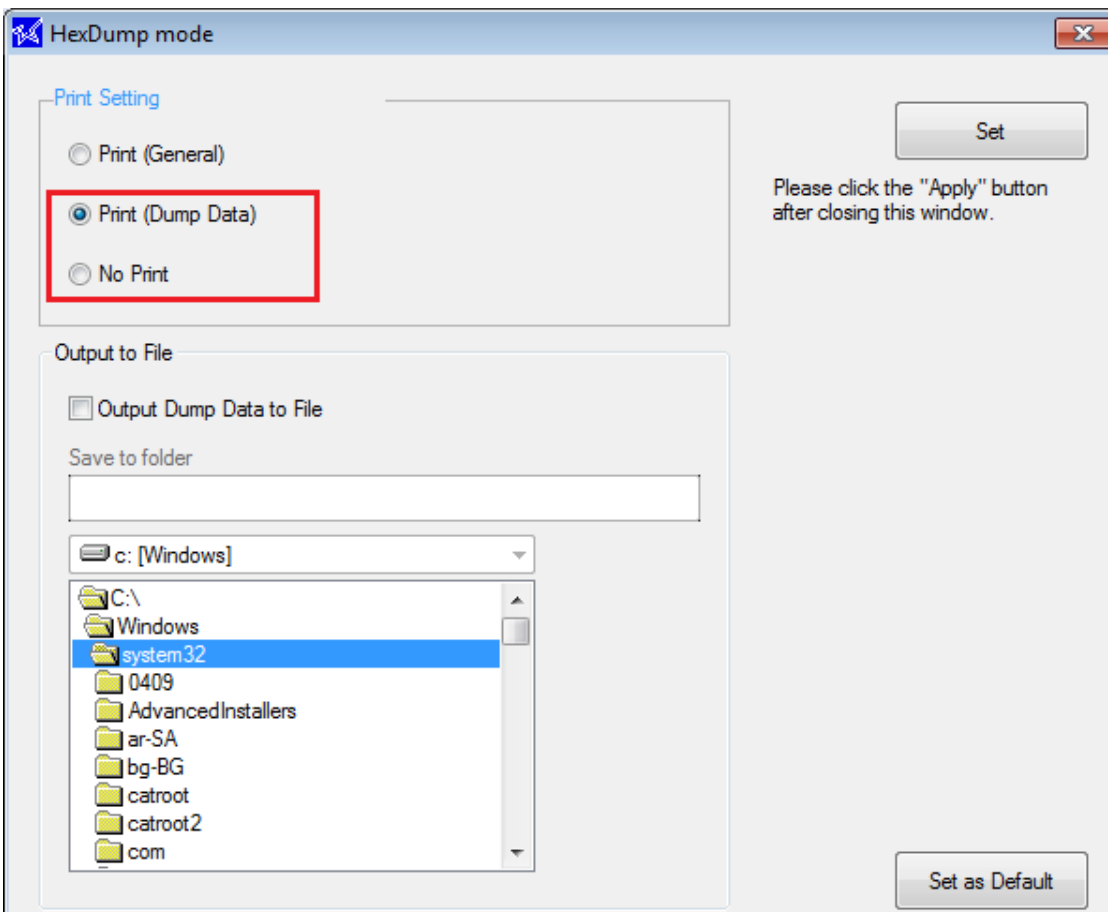 HexDump mode
Print Setting
Print (General)
Print (Dump Data)
No Print
Set
Please click the "Apply" button
after closing this window.
Output to File
Output Dump Data to File
Save to folder
c: [Windows]
C:\
Windows
system32
0409
AdvancedInstallers
ar-SA
bg-BG
catroot
catroot2
com
Set as Default